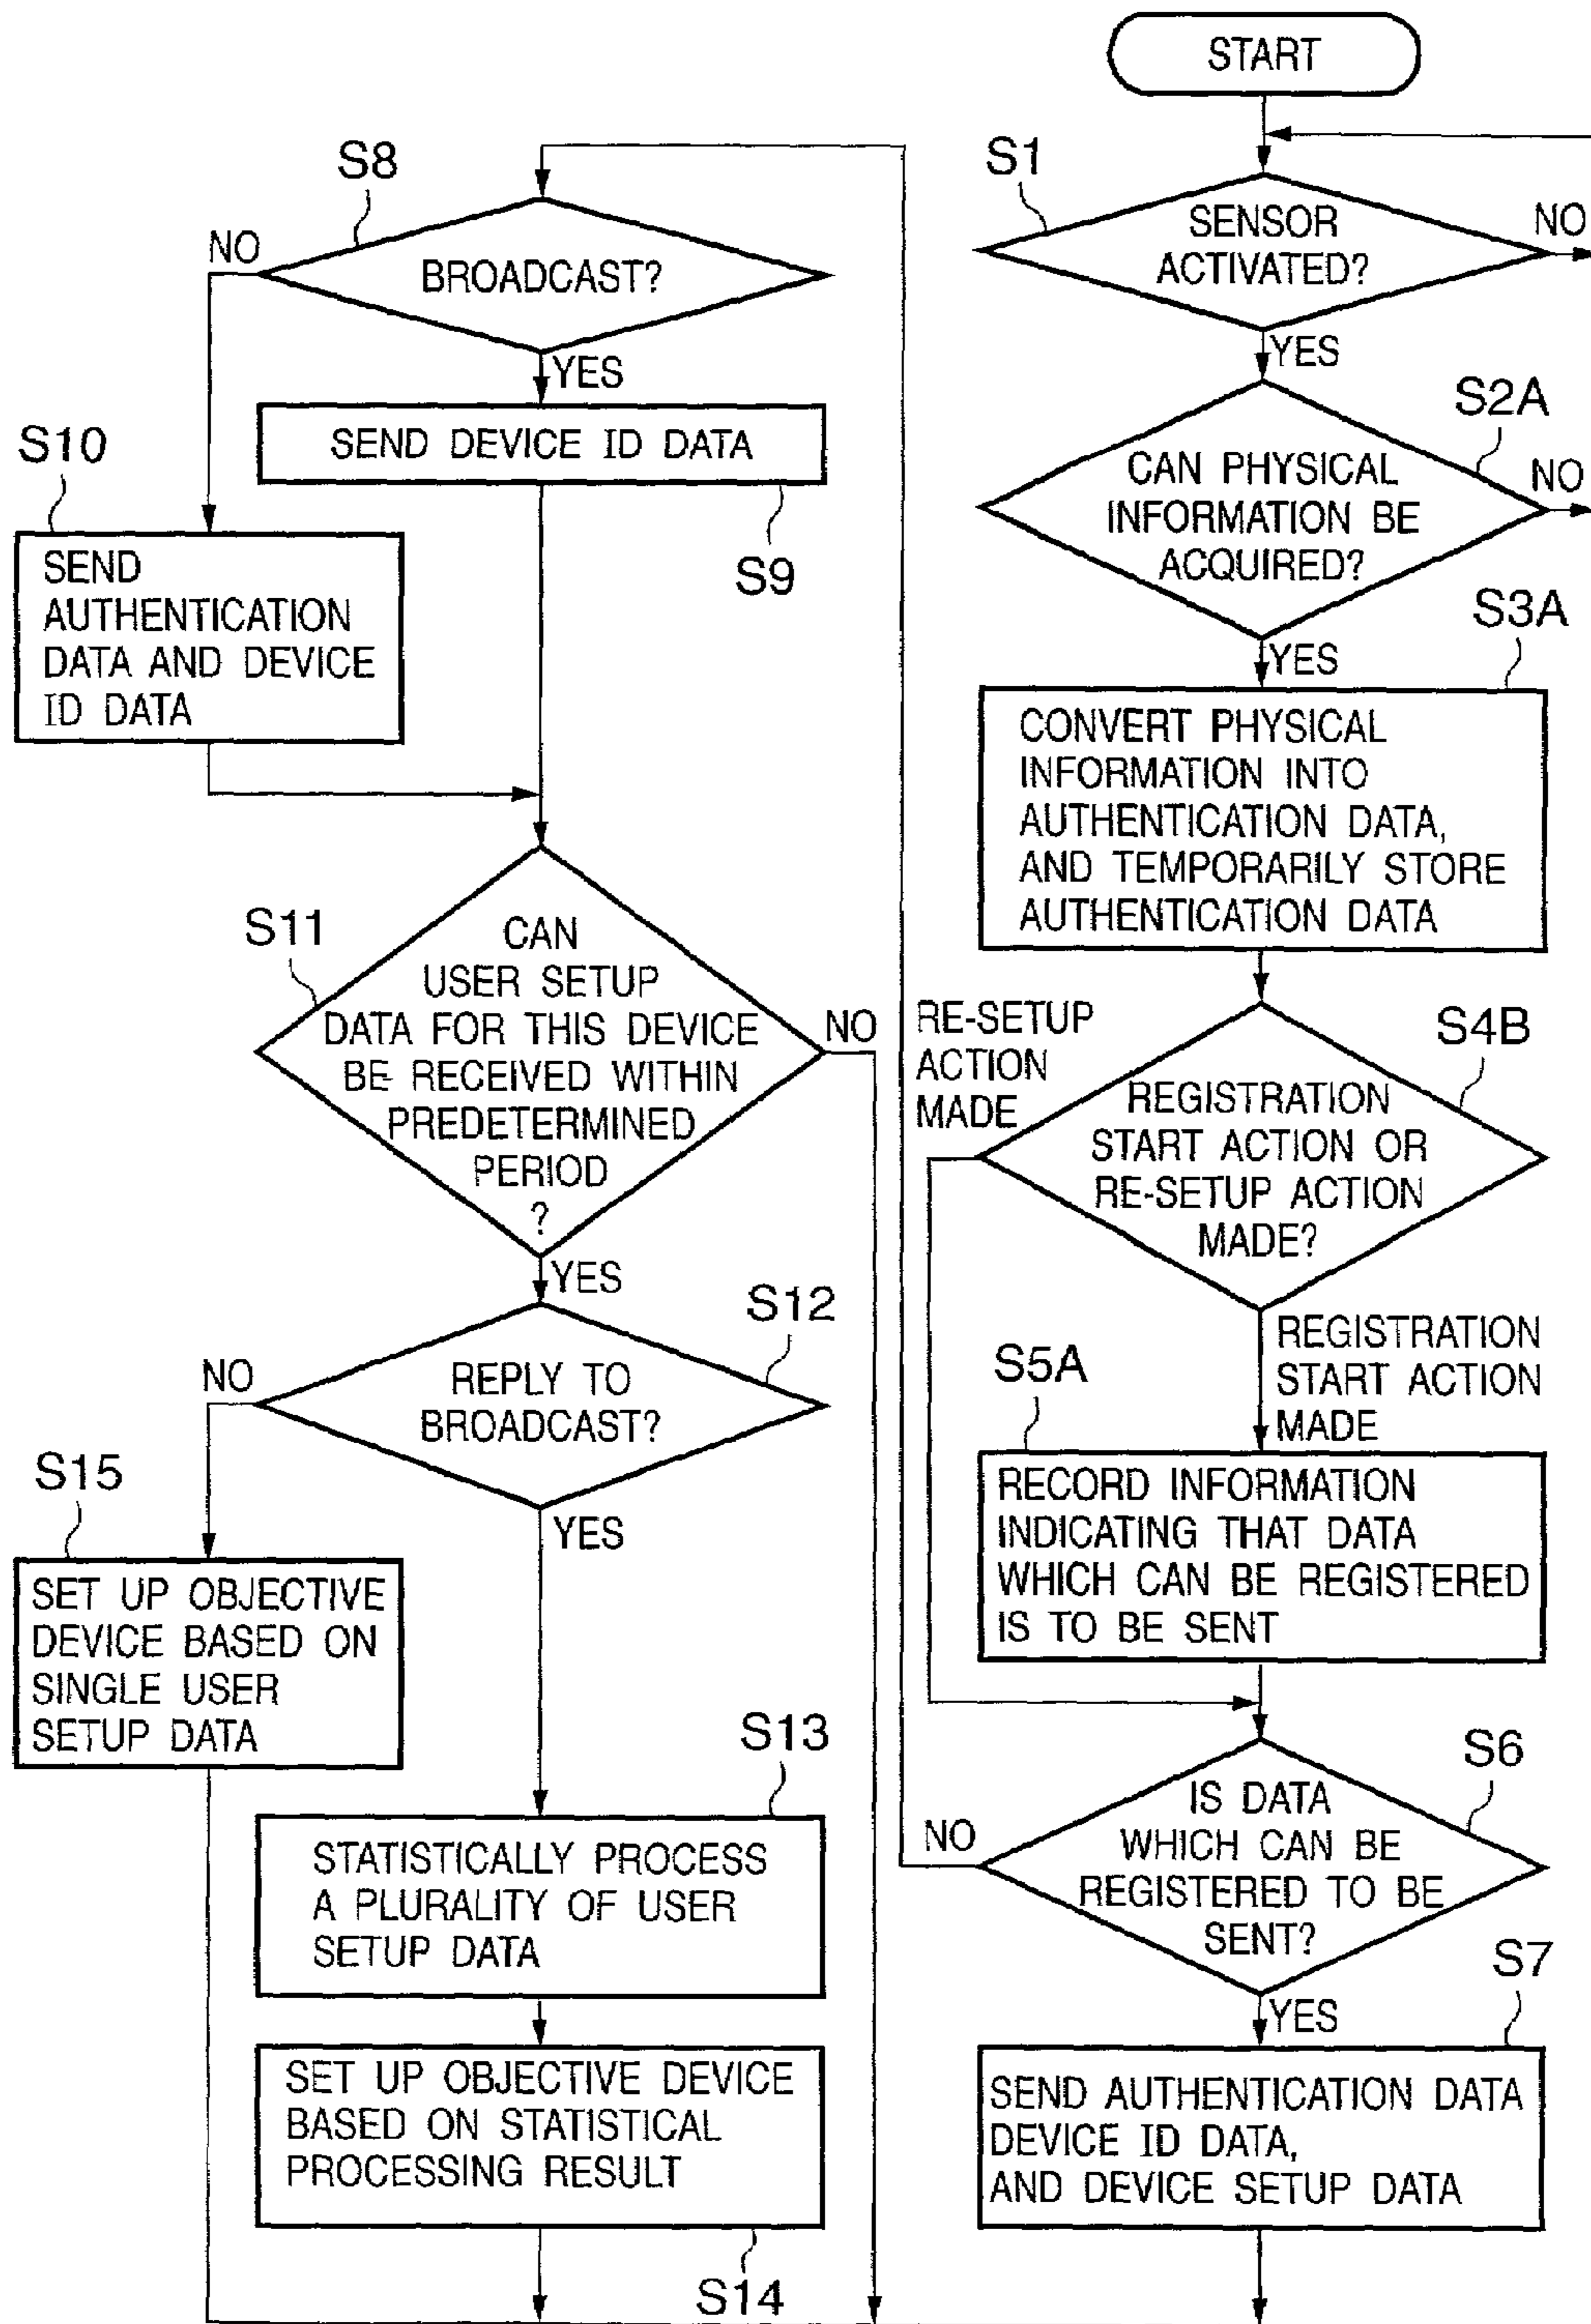 START
S1
SENSOR
ACTIVATED?
NO
YES
S2A
CAN PHYSICAL
INFORMATION BE
ACQUIRED?
NO
YES
S3A
CONVERT PHYSICAL
INFORMATION INTO
AUTHENTICATION DATA,
AND TEMPORARILY STORE
AUTHENTICATION DATA
RE-SETUP
ACTION
MADE
S4B
REGISTRATION
START ACTION OR
RE-SETUP ACTION
MADE?
REGISTRATION
START ACTION
MADE
S5A
RECORD INFORMATION
INDICATING THAT DATA
WHICH CAN BE REGISTERED
IS TO BE SENT
S6
IS DATA
WHICH CAN BE
REGISTERED TO BE
SENT?
NO
YES
S7
SEND AUTHENTICATION DATA
DEVICE ID DATA,
AND DEVICE SETUP DATA
S8
BROADCAST?
NO
YES
SEND DEVICE ID DATA
S9
S10
SEND
AUTHENTICATION
DATA AND DEVICE
ID DATA
S11
CAN
USER SETUP
DATA FOR THIS DEVICE
BE RECEIVED WITHIN
PREDETERMINED
PERIOD
?
NO
YES
S12
REPLY TO
BROADCAST?
NO
YES
S15
SET UP OBJECTIVE
DEVICE BASED ON
SINGLE USER
SETUP DATA
S13
STATISTICALLY PROCESS
A PLURALITY OF USER
SETUP DATA
SET UP OBJECTIVE DEVICE
BASED ON STATISTICAL
PROCESSING RESULT
S14